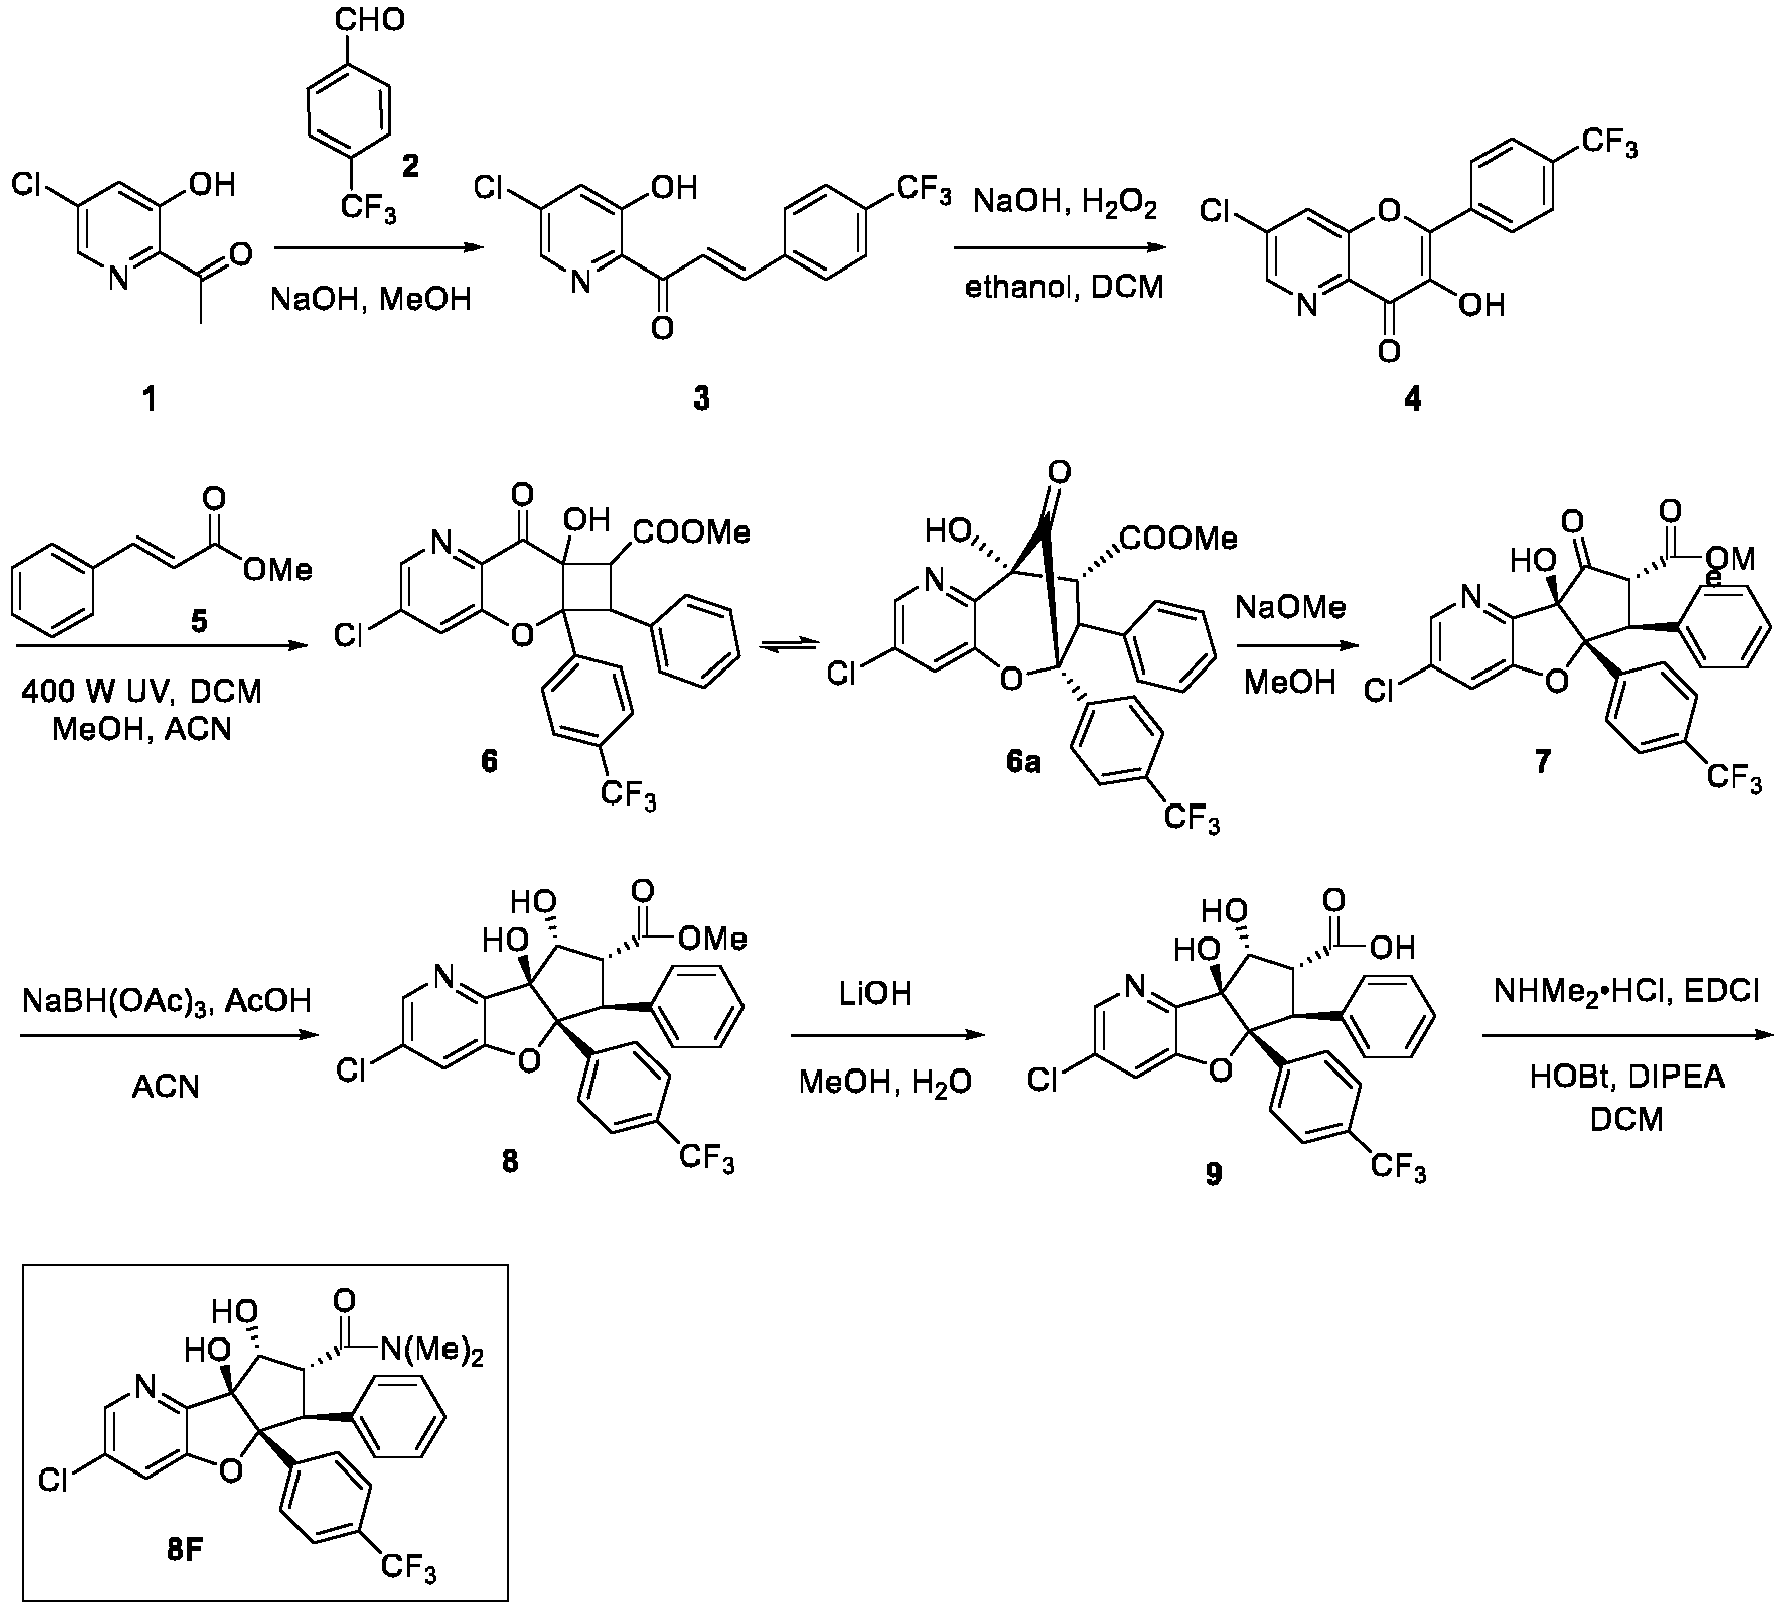 CHO
2
CF3
Cl
OH
N
O
NaOH, MeOH
1
Cl
OH
N
O
CF3
3
NaOH, H2O2
ethanol, DCM
Cl
O
CF3
N
OH
O
4
O
OMe
5
400 W UV, DCM
MeOH, ACN
O
N
OH
COOMe
Cl
O
CF3
6
O
HO
COOMe
N
Cl
O
CF3
6a
NaOMe
MeOH
O
O
HO
OM
e
N
Cl
O
CF3
7
NaBH(OAc)3, AcOH
ACN
HO
O
HO
OMe
N
Cl
O
CF3
8
LiOH
MeOH, H2O
HO
O
HO
OH
N
Cl
O
CF3
9
NHMe2•HCl, EDCI
HOBt, DIPEA
DCM
HO
O
HO
N(Me)2
N
Cl
O
CF3
8F